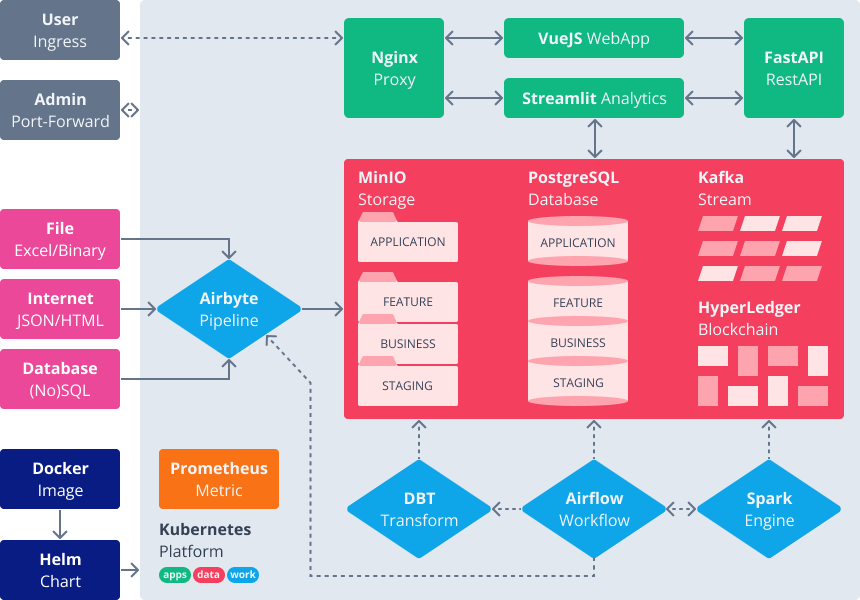 User
Ingress
Admin
Port-Forward
Nginx
Proxy
VueJS WebApp
Streamlit Analytics
FastAPI
RestAPI
File
Excel/Binary
Internet
JSON/HTML
Database
(No)SQL
Airbyte
Pipeline
MinIO
Storage
APPLICATION
FEATURE
BUSINESS
STAGING
PostgreSQL
Database
APPLICATION
FEATURE
BUSINESS
STAGING
Kafka
Stream
HyperLedger
Blockchain
Docker
Image
Helm
Chart
Prometheus
Metric
Kubernetes
Platform
apps data work
DBT
Transform
Airflow
Workflow
Spark
Engine